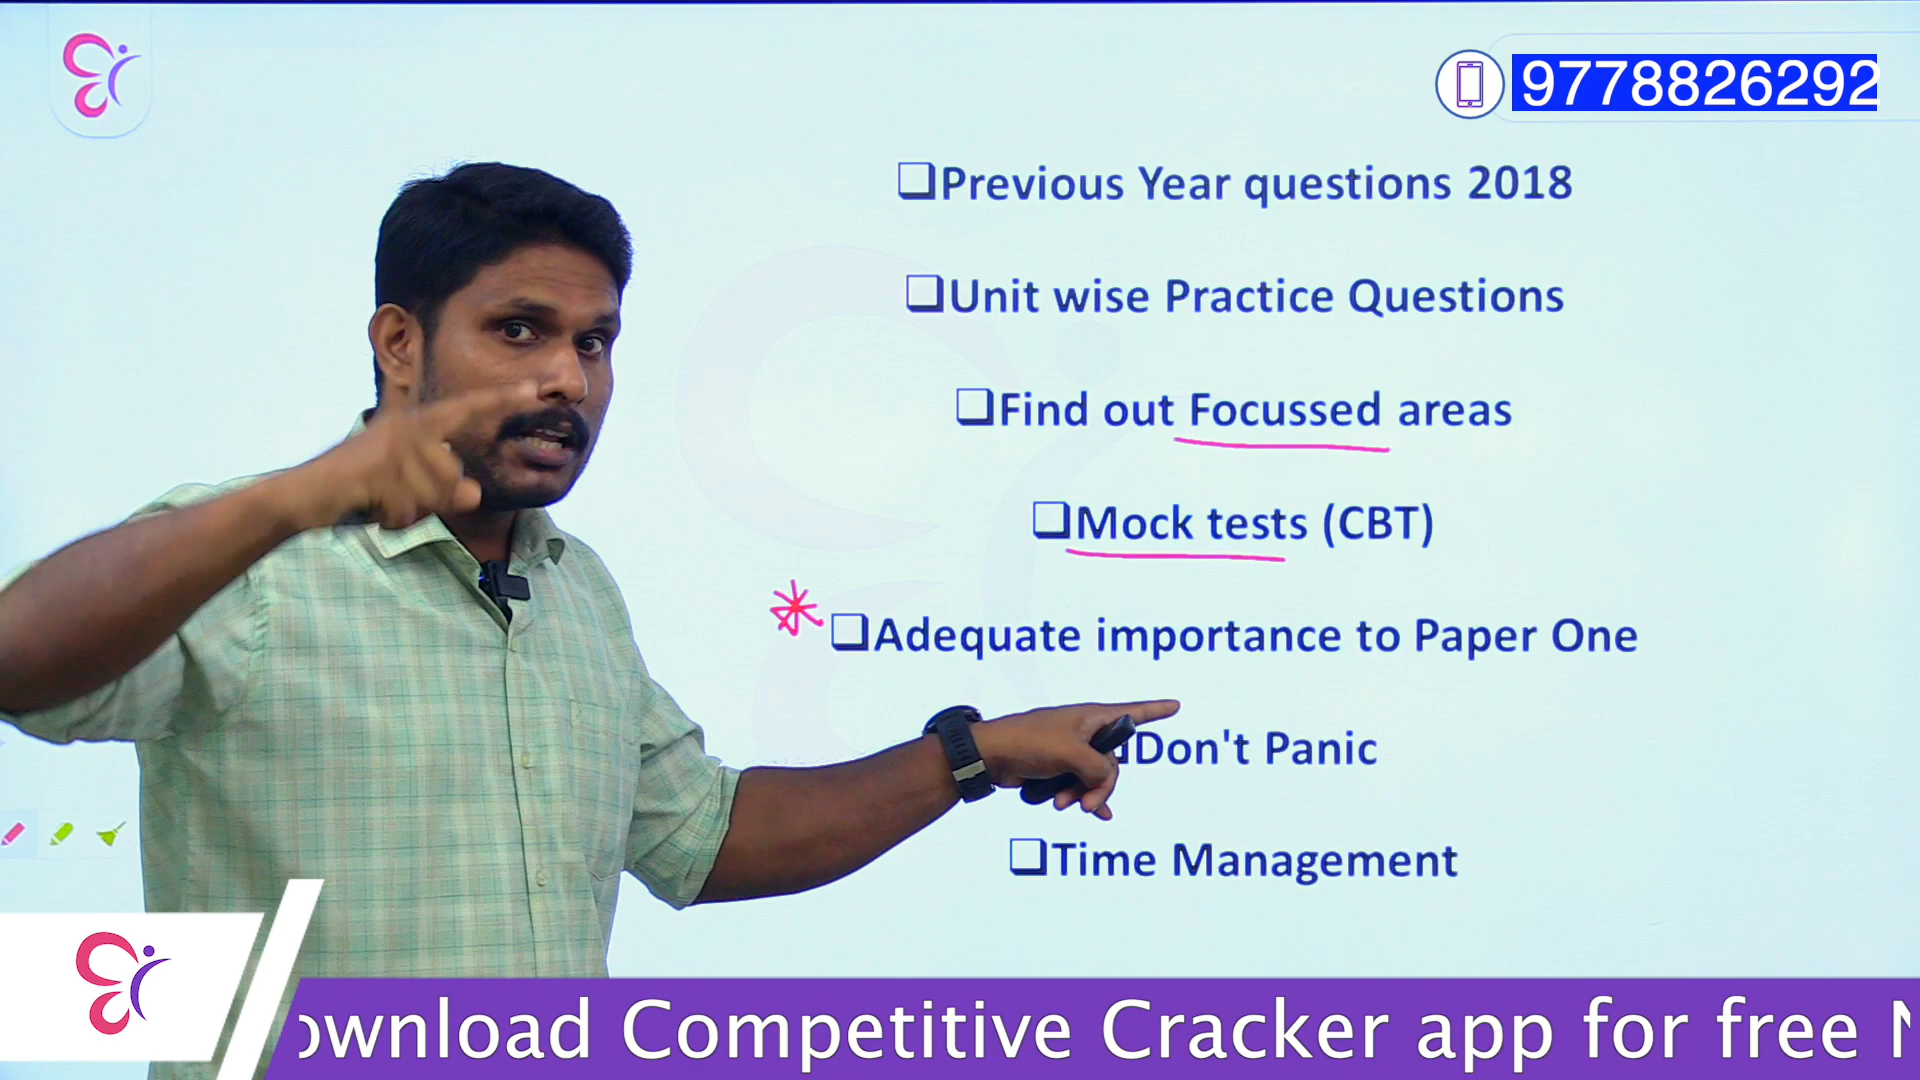 9778826292
Previous Year questions 2018
Unit wise Practice Questions
Find out Focussed areas
Mock tests (CBT)
Adequate importance to Paper One
Don't Panic
Time Management
Competitive Cracker app for free